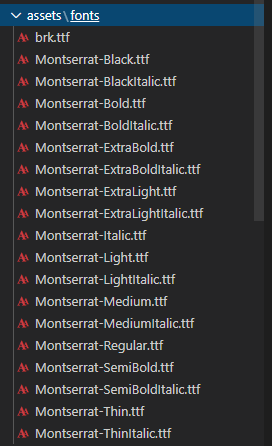 assets\fonts
brk.ttf
Montserrat-Black.ttf
Montserrat-BlackItalic.ttf
Montserrat-Bold.ttf
Montserrat-BoldItalic.ttf
Montserrat-ExtraBold.ttf
Montserrat-ExtraBoldItalic.ttf
Montserrat-ExtraLight.ttf
Montserrat-ExtraLightItalic.ttf
Montserrat-Italic.ttf
Montserrat-Light.ttf
Montserrat-LightItalic.ttf
Montserrat-Medium.ttf
Montserrat-MediumItalic.ttf
Montserrat-Regular.ttf
Montserrat-SemiBold.ttf
Montserrat-SemiBoldItalic.ttf
Montserrat-Thin.ttf
Montserrat-ThinItalic.ttf